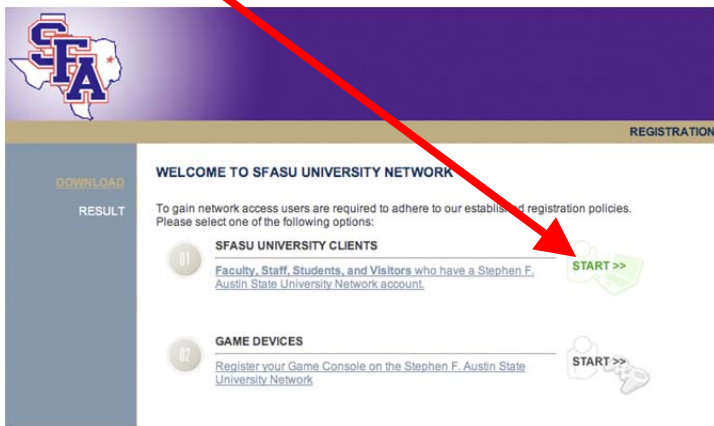 SFA
REGISTRATION
DOWNLOAD
RESULT
WELCOME TO SFASU UNIVERSITY NETWORK
To gain network access users are required to adhere to our established registration policies.
Please select one of the following options:
01
SFASU UNIVERSITY CLIENTS
Faculty, Staff, Students, and Visitors who have a Stephen F.
Austin State University Network account.
START >>
02
GAME DEVICES
Register your Game Console on the Stephen F. Austin State
University Network
START >>